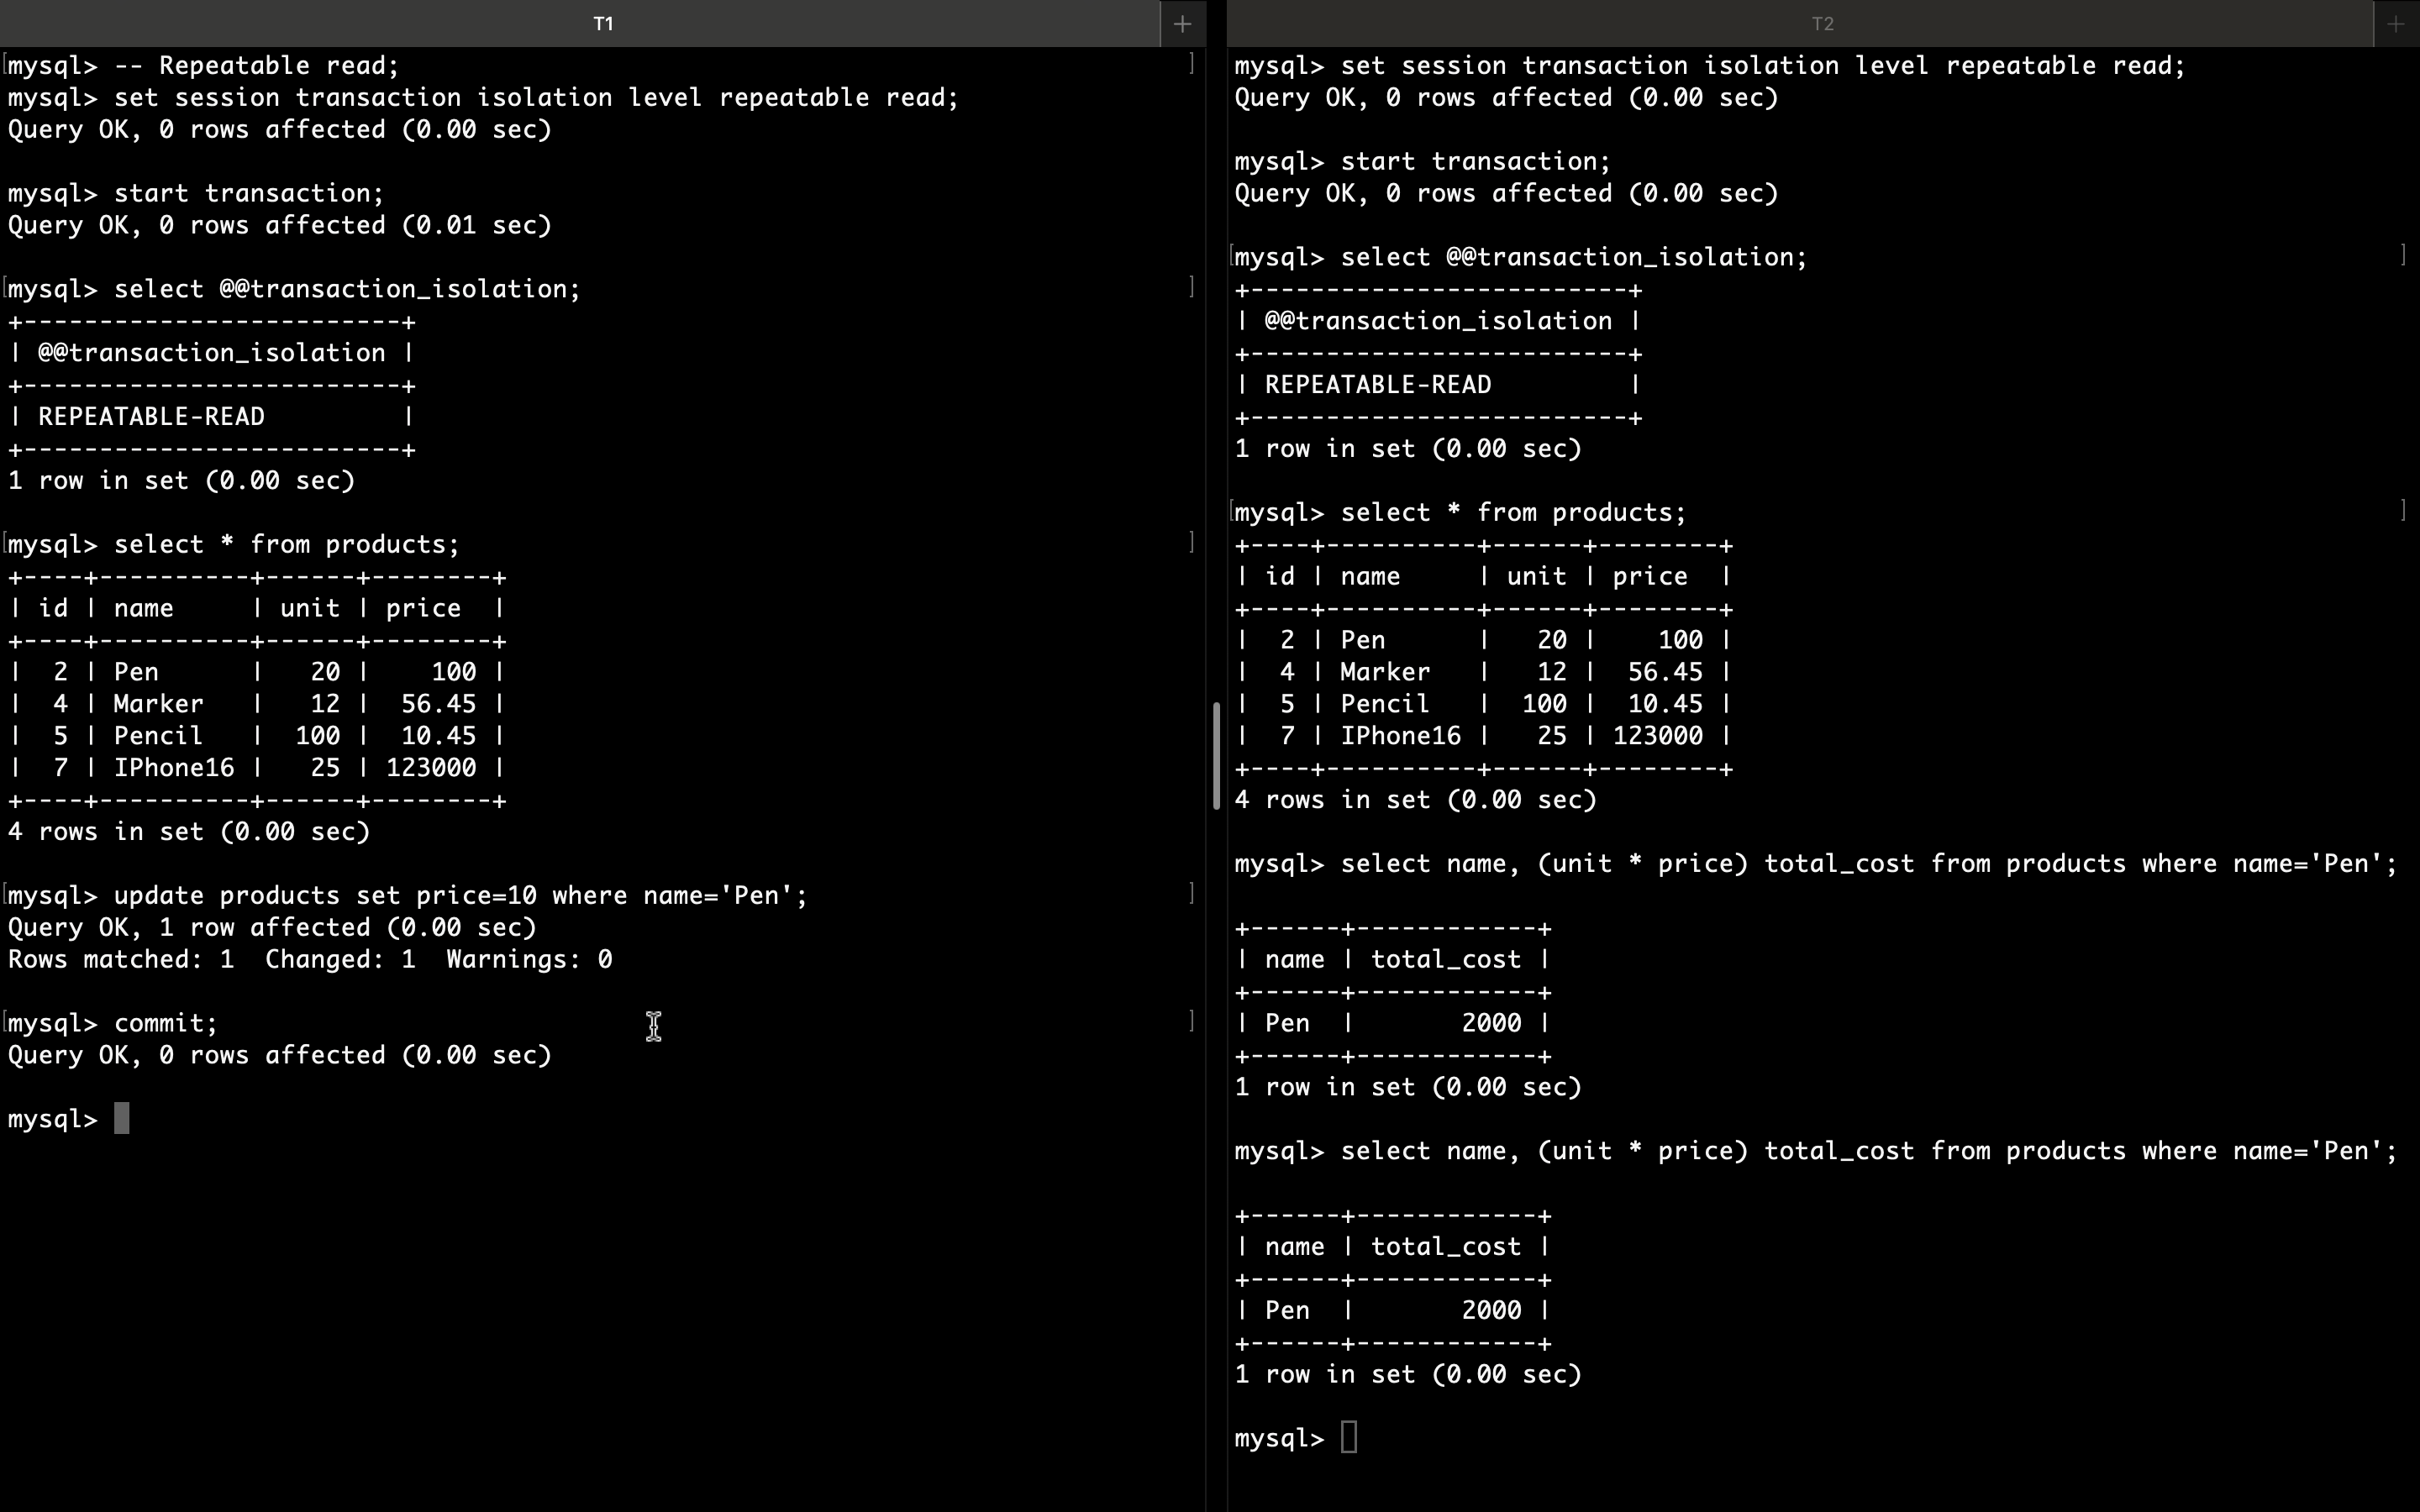 T1
mysql> -- Repeatable read;
mysql> set session transaction isolation level repeatable read;
Query OK, 0 rows affected (0.00 sec)
mysql> start transaction;
Query OK, 0 rows affected (0.01 sec)
mysql> select @@transaction_isolation;
+-------------------------+
| @@transaction_isolation |
+-------------------------+
| REPEATABLE-READ         |
+-------------------------+
1 row in set (0.00 sec)
mysql> select * from products;
+----+----------+------+--------+
| id | name     | unit | price  |
+----+----------+------+--------+
|  2 | Pen      |   20 |    100 |
|  4 | Marker   |   12 |  56.45 |
|  5 | Pencil   |  100 |  10.45 |
|  7 | IPhone16 |   25 | 123000 |
+----+----------+------+--------+
4 rows in set (0.00 sec)
mysql> update products set price=10 where name='Pen';
Query OK, 1 row affected (0.00 sec)
Rows matched: 1  Changed: 1  Warnings: 0
mysql> commit;
Query OK, 0 rows affected (0.00 sec)
mysql>
T2
mysql> set session transaction isolation level repeatable read;
Query OK, 0 rows affected (0.00 sec)
mysql> start transaction;
Query OK, 0 rows affected (0.00 sec)
mysql> select @@transaction_isolation;
+-------------------------+
| @@transaction_isolation |
+-------------------------+
| REPEATABLE-READ         |
+-------------------------+
1 row in set (0.00 sec)
mysql> select * from products;
+----+----------+------+--------+
| id | name     | unit | price  |
+----+----------+------+--------+
|  2 | Pen      |   20 |    100 |
|  4 | Marker   |   12 |  56.45 |
|  5 | Pencil   |  100 |  10.45 |
|  7 | IPhone16 |   25 | 123000 |
+----+----------+------+--------+
4 rows in set (0.00 sec)
mysql> select name, (unit * price) total_cost from products where name='Pen';
+------+------------+
| name | total_cost |
+------+------------+
| Pen  |       2000 |
+------+------------+
1 row in set (0.00 sec)
mysql> select name, (unit * price) total_cost from products where name='Pen';
+------+------------+
| name | total_cost |
+------+------------+
| Pen  |       2000 |
+------+------------+
1 row in set (0.00 sec)
mysql>